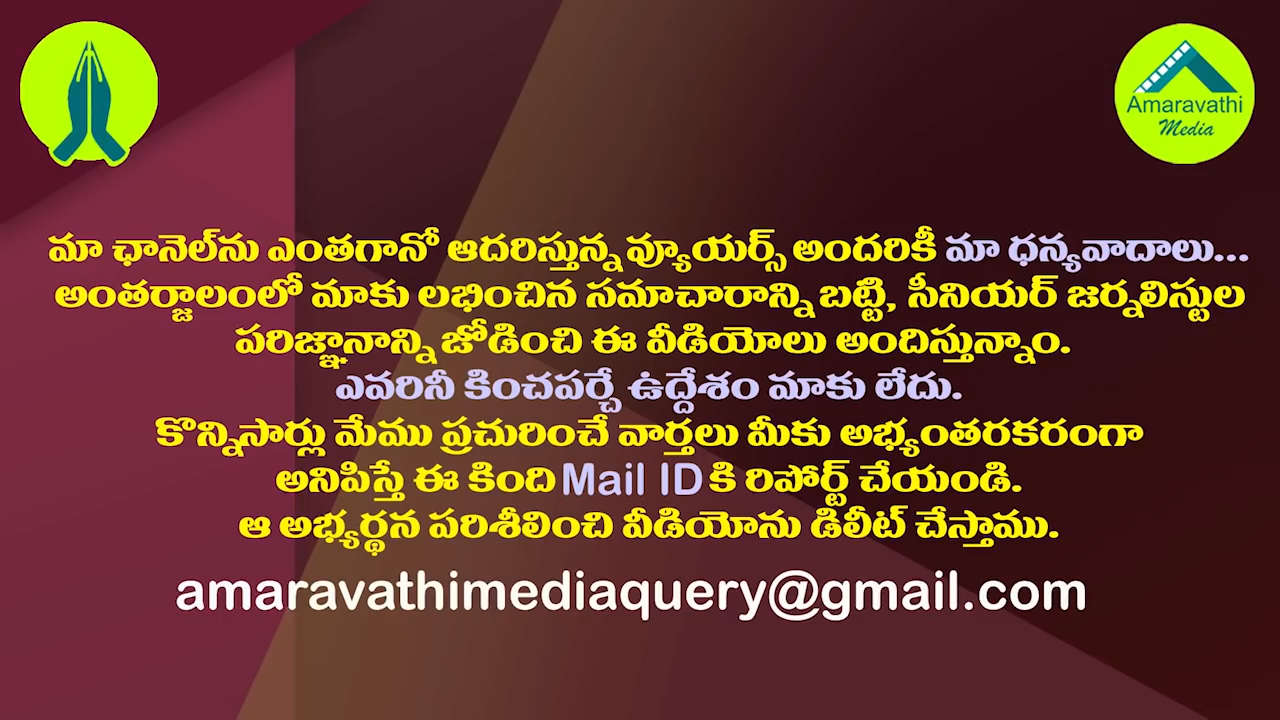 Amaravathi
Media
మా ఛానెల్‌ను ఎంతగానో ఆదరిస్తున్న వ్యూయర్స్ అందరికీ మా ధన్యవాదాలు...
అంతర్జాలంలో మాకు లభించిన సమాచారాన్ని బట్టి, సీనియర్ జర్నలిస్టుల
పరిజ్ఞానాన్ని జోడించి ఈ వీడియోలు అందిస్తున్నాం.
ఎవరినీ కించపర్చే ఉద్దేశం మాకు లేదు.
కొన్నిసార్లు మేము ప్రచురించే వార్తలు మీకు అభ్యంతరకరంగా
అనిపిస్తే ఈ కింది Mail ID కి రిపోర్ట్ చేయండి.
ఆ అభ్యర్థన పరిశీలించి వీడియోను డిలీట్ చేస్తాము.
amaravathimediaquery@gmail.com